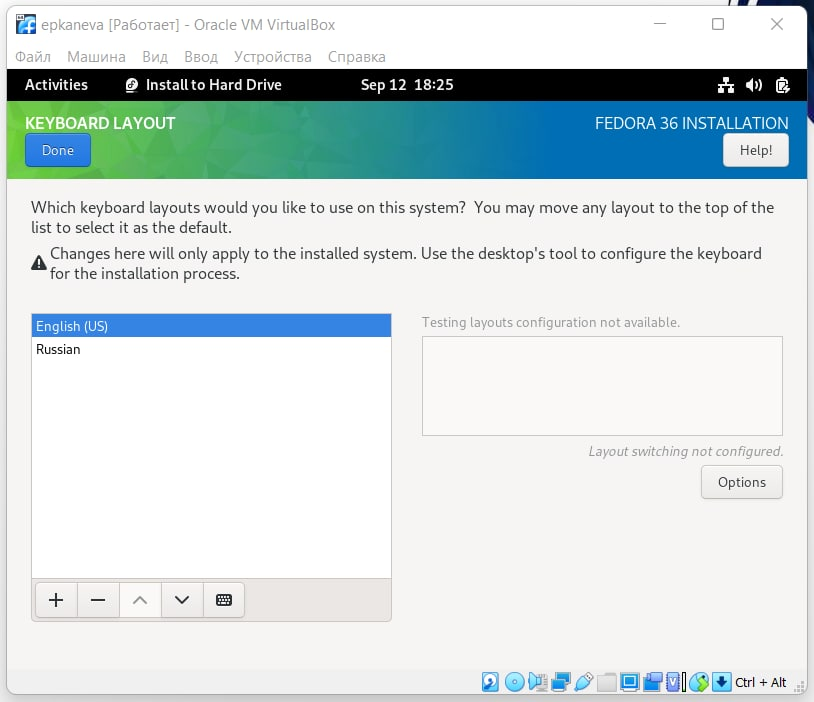 epkaneva [Работает] - Oracle VM VirtualBox
Файл Машина Вид Ввод Устройства Справка
Activities Install to Hard Drive Sep 12 18:25
KEYBOARD LAYOUT
FEDORA 36 INSTALLATION
Done
Help!
Which keyboard layouts would you like to use on this system? You may move any layout to the top of the
list to select it as the default.
Changes here will only apply to the installed system. Use the desktop's tool to configure the keyboard
for the installation process.
English (US)
Russian
Testing layouts configuration not available.
Layout switching not configured.
Options
Ctrl + Alt